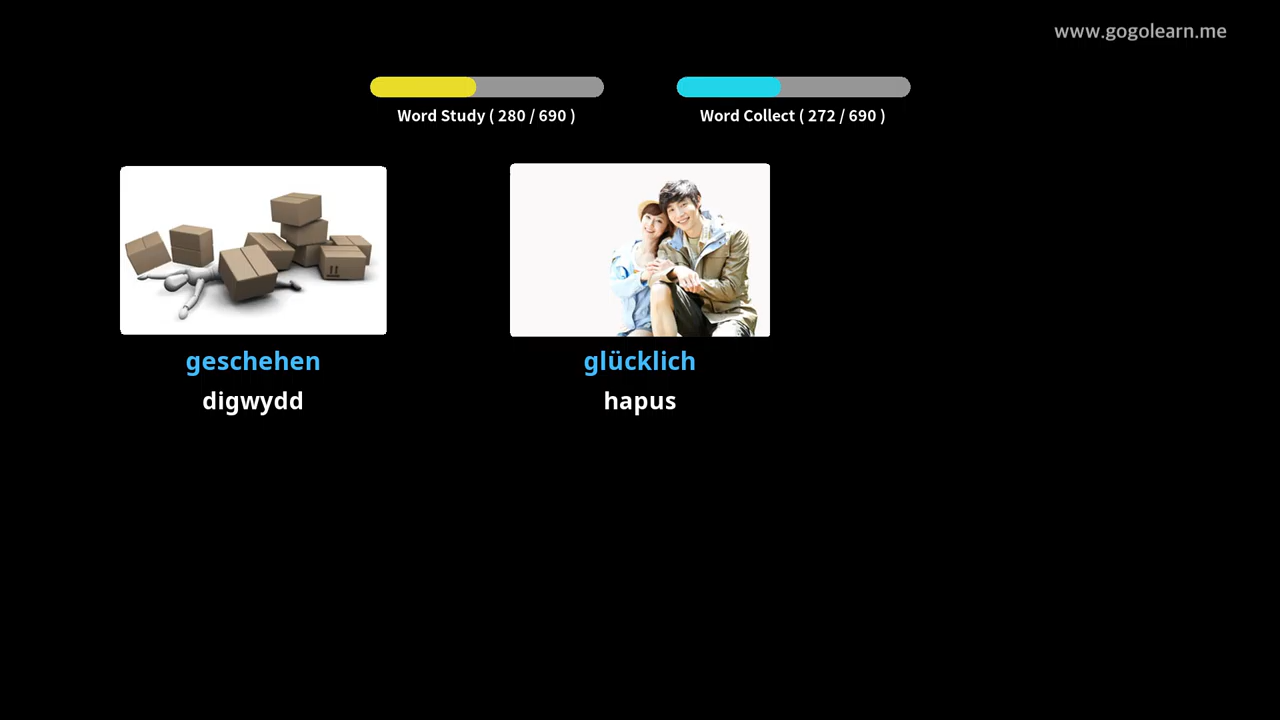 www.gogolearn.me
Word Study ( 280 / 690 )
Word Collect ( 272 / 690 )
geschehen
glücklich
digwydd
hapus